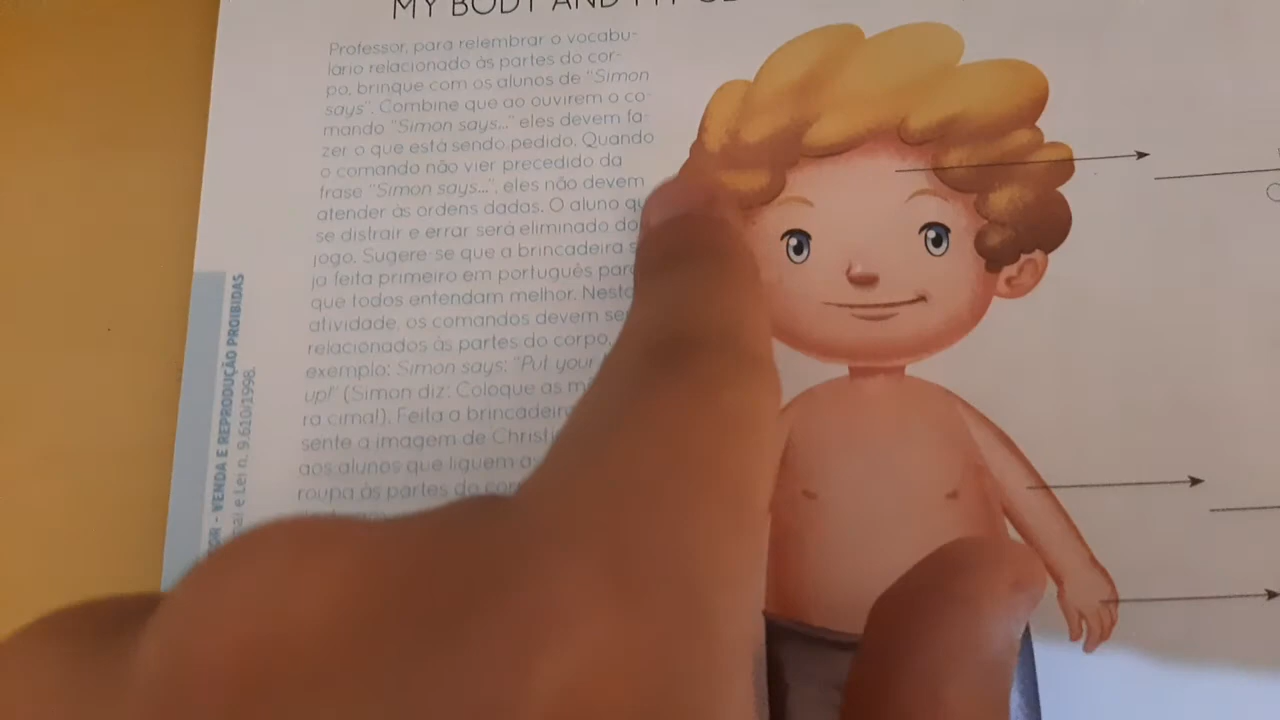 MY BODY AND MY
Professor, para relembrar o vocabu-
lário relacionado às partes do cor-
po, brinque com os alunos de "Simon
says". Combine que ao ouvirem o co-
mando "Simon says..." eles devem fa-
zer o que está sendo pedido. Quando
o comando não vier precedido da
frase "Simon says...", eles não devem
atender às ordens dadas. O aluno qu
se distrair e errar será eliminado do
jogo. Sugere-se que a brincadeira s
ja feita primeiro em português para
que todos entendam melhor. Nesta
atividade, os comandos devem ser
relacionados às partes do corpo,
exemplo: Simon says: "Put your
up!" (Simon diz: Coloque as m
ra cima!). Feita a brincadeira
sente a imagem de Christi
aos alunos que liguem a
roupa às partes do cor
OR - VENDA E REPRODUÇÃO PROIBIDAS
e Lei n. 9.610/1998.